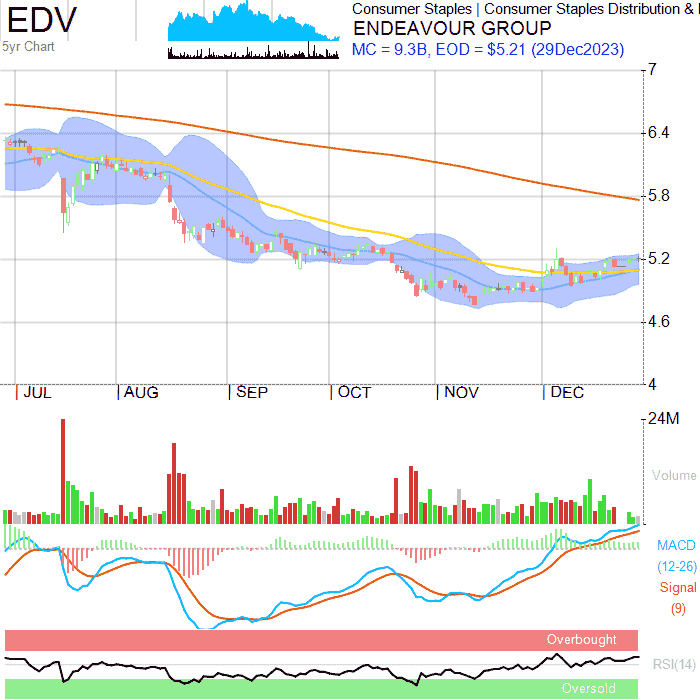 EDV
5yr Chart
Consumer Staples | Consumer Staples Distribution &
ENDEAVOUR GROUP
MC = 9.3B, EOD = $5.21 (29Dec2023)
7
6.4
5.8
5.2
4.6
4
JUL AUG SEP OCT NOV DEC
24M
Volume
MACD
(12-26)
Signal
(9)
Overbought
RSI(14)
Oversold